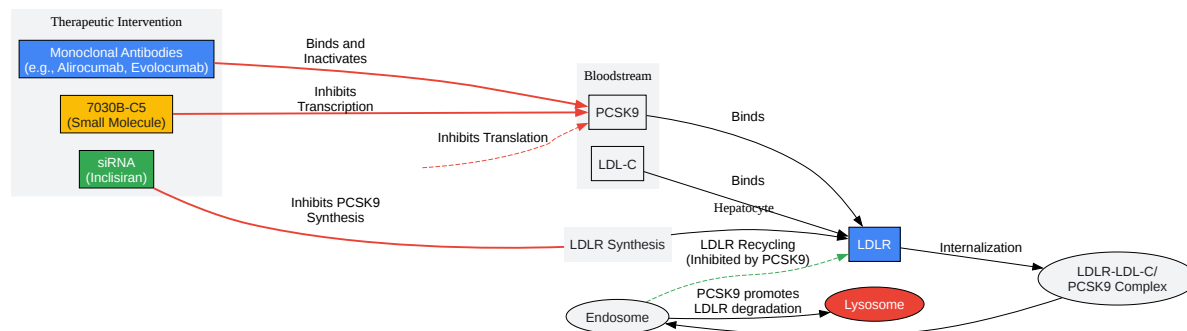 Therapeutic Intervention
Monoclonal Antibodies
(e.g., Alirocumab, Evolocumab)
7030B-C5
(Small Molecule)
siRNA
(Inclisiran)
Binds and
Inactivates
Inhibits
Transcription
Inhibits Translation
Inhibits PCSK9
Synthesis
Bloodstream
PCSK9
LDL-C
Binds
Binds
Hepatocyte
LDLR Synthesis
LDLR Recycling
(Inhibited by PCSK9)
LDLR
Internalization
LDLR-LDL-C/
PCSK9 Complex
Endosome
PCSK9 promotes
LDLR degradation
Lysosome